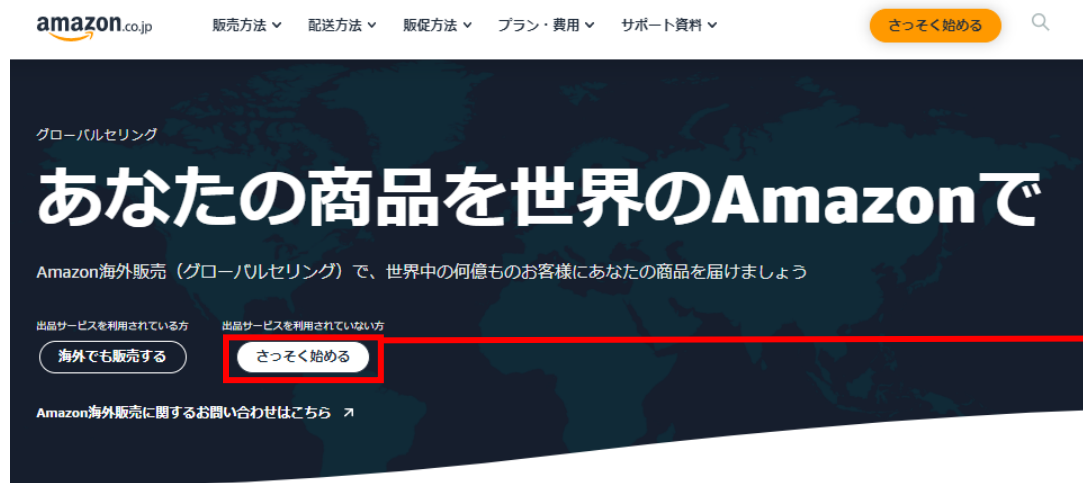 amazon.co.jp 販売方法 配送方法 販促方法 プラン・費用 サポート資料 さっそく始める
グローバルセリング
あなたの商品を世界のAmazonで
Amazon海外販売（グローバルセリング）で、世界中の何億ものお客様にあなたの商品を届けましょう
出品サービスを利用されている方 出品サービスを利用されていない方
海外でも販売する さっそく始める
Amazon海外販売に関するお問い合わせはこちら